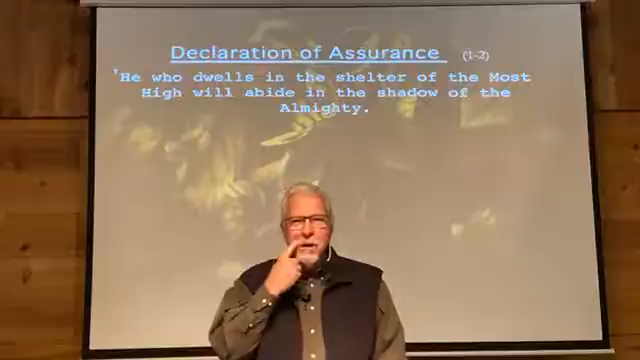 Declaration of Assurance (1-2)
¹He who dwells in the shelter of the Most
High will abide in the shadow of the
Almighty.